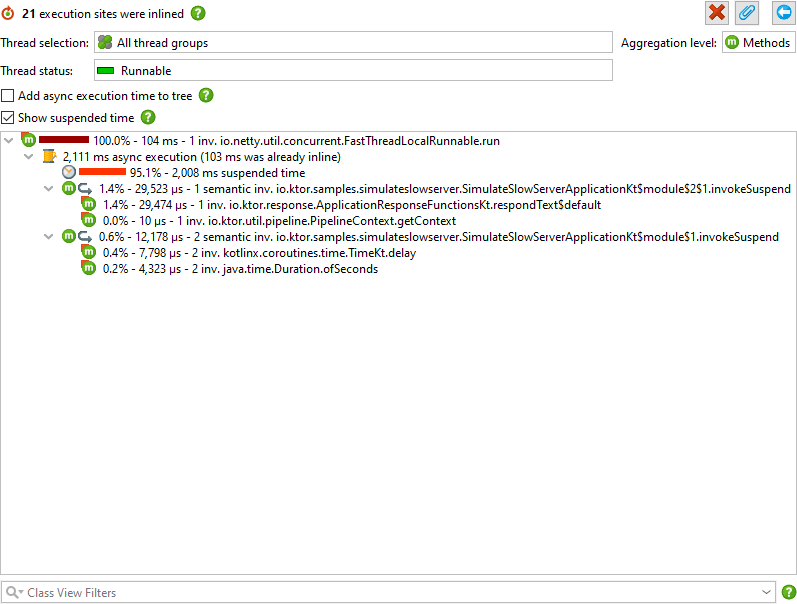 21 execution sites were inlined ?
Thread selection: All thread groups Aggregation level: m Methods
Thread status: Runnable
Add async execution time to tree ?
Show suspended time ?
m 100.0% - 104 ms - 1 inv. io.netty.util.concurrent.FastThreadLocalRunnable.run
2,111 ms async execution (103 ms was already inline)
95.1% - 2,008 ms suspended time
m 1.4% - 29,523 µs - 1 semantic inv. io.ktor.samples.simulateslowserver.SimulateSlowServerApplicationKt$module$2$1.invokeSuspend
m 1.4% - 29,474 µs - 1 inv. io.ktor.response.ApplicationResponseFunctionsKt.respondText$default
m 0.0% - 10 µs - 1 inv. io.ktor.util.pipeline.PipelineContext.getContext
m 0.6% - 12,178 µs - 2 semantic inv. io.ktor.samples.simulateslowserver.SimulateSlowServerApplicationKt$module$1.invokeSuspend
m 0.4% - 7,798 µs - 2 inv. kotlinx.coroutines.time.TimeKt.delay
m 0.2% - 4,323 µs - 2 inv. java.time.Duration.ofSeconds
Class View Filters ?